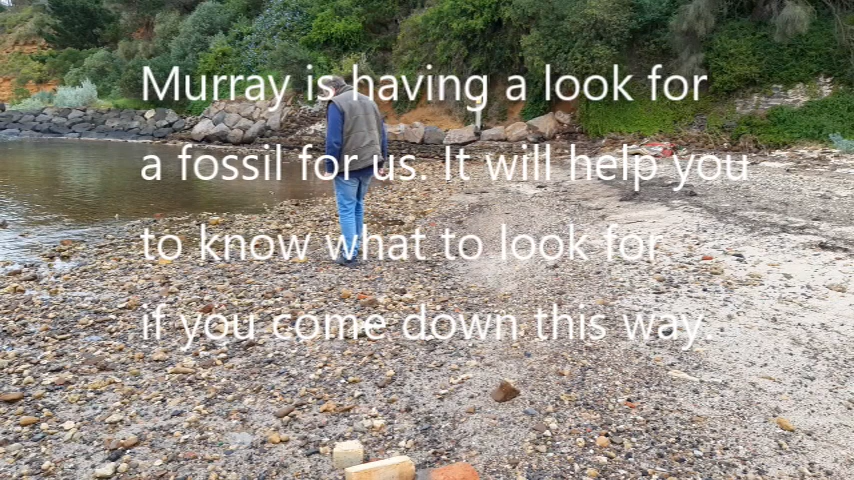 Murray is having a look for
a fossil for us. It will help you
to know what to look for
if you come down this way.